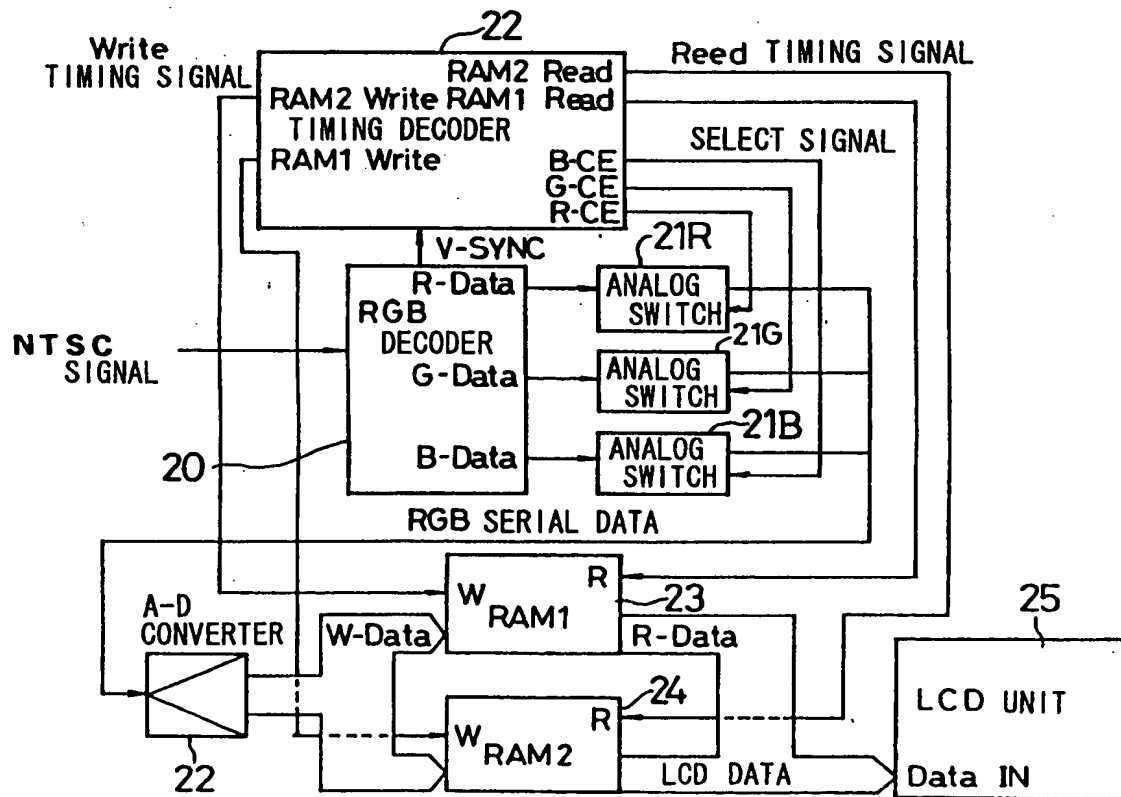 22
Write
TIMING SIGNAL
Reed TIMING SIGNAL
RAM2 Read
RAM2 Write RAM1 Read
TIMING DECODER
RAM1 Write
SELECT SIGNAL
B-CE
G-CE
R-CE
V-SYNC
21R
R-Data
ANALOG
SWITCH
RGB
DECODER
NTSC
SIGNAL
21G
G-Data
ANALOG
SWITCH
21B
B-Data
ANALOG
SWITCH
20
RGB SERIAL DATA
R
W
RAM1
23
25
A-D
CONVERTER
W-Data
R-Data
24
R
LCD UNIT
W
RAM2
22
LCD DATA
Data IN